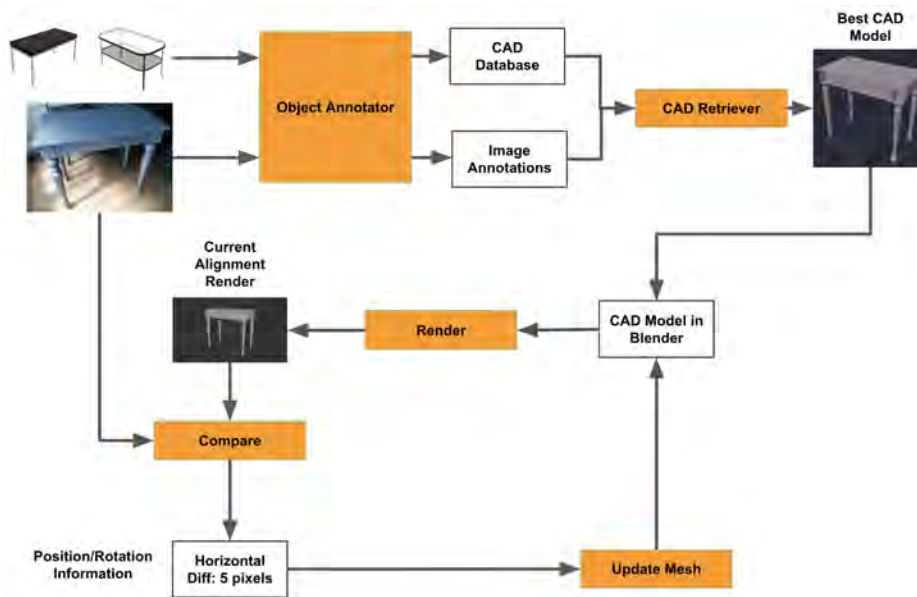 Best CAD
Model
CAD
Database
Object Annotator
CAD Retriever
Image
Annotations
Current
Alignment
Render
CAD Model in
Blender
Render
Compare
Position/Rotation
Information
Horizontal
Diff: 5 pixels
Update Mesh